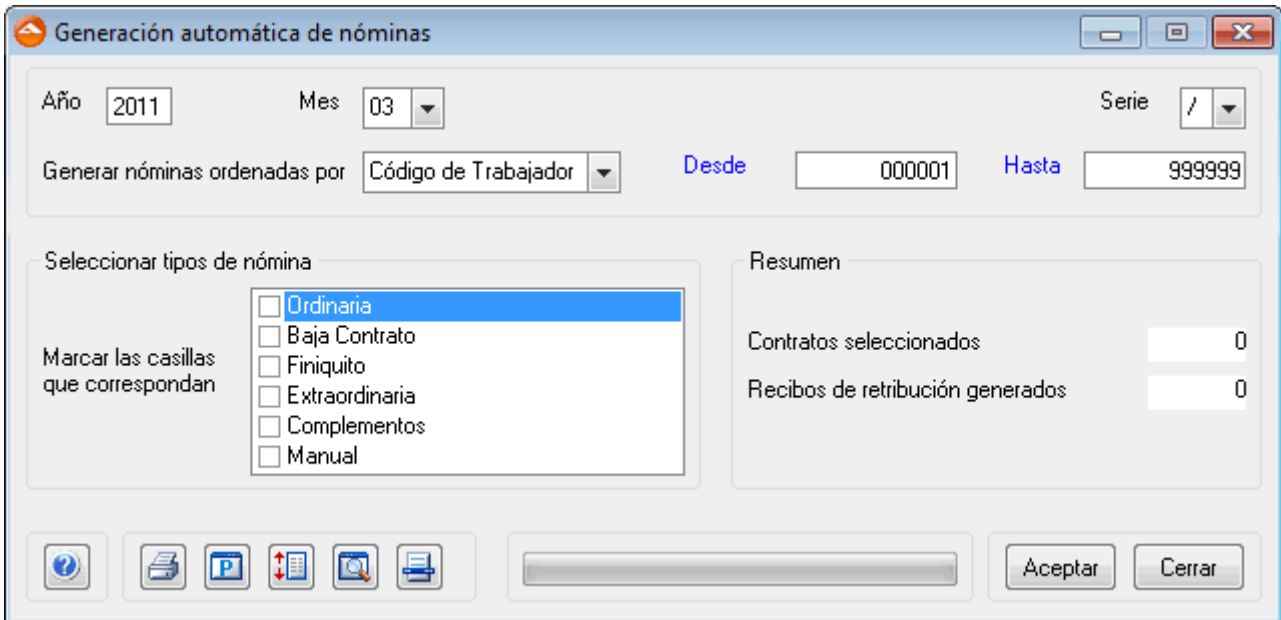 Generación automática de nóminas
Año 2011 Mes 03 Serie /
Generar nóminas ordenadas por Código de Trabajador Desde 000001 Hasta 999999
Seleccionar tipos de nómina
Marcar las casillas
que correspondan
Ordinaria
Baja Contrato
Finiquito
Extraordinaria
Complementos
Manual
Resumen
Contratos seleccionados 0
Recibos de retribución generados 0
? P Aceptar Cerrar